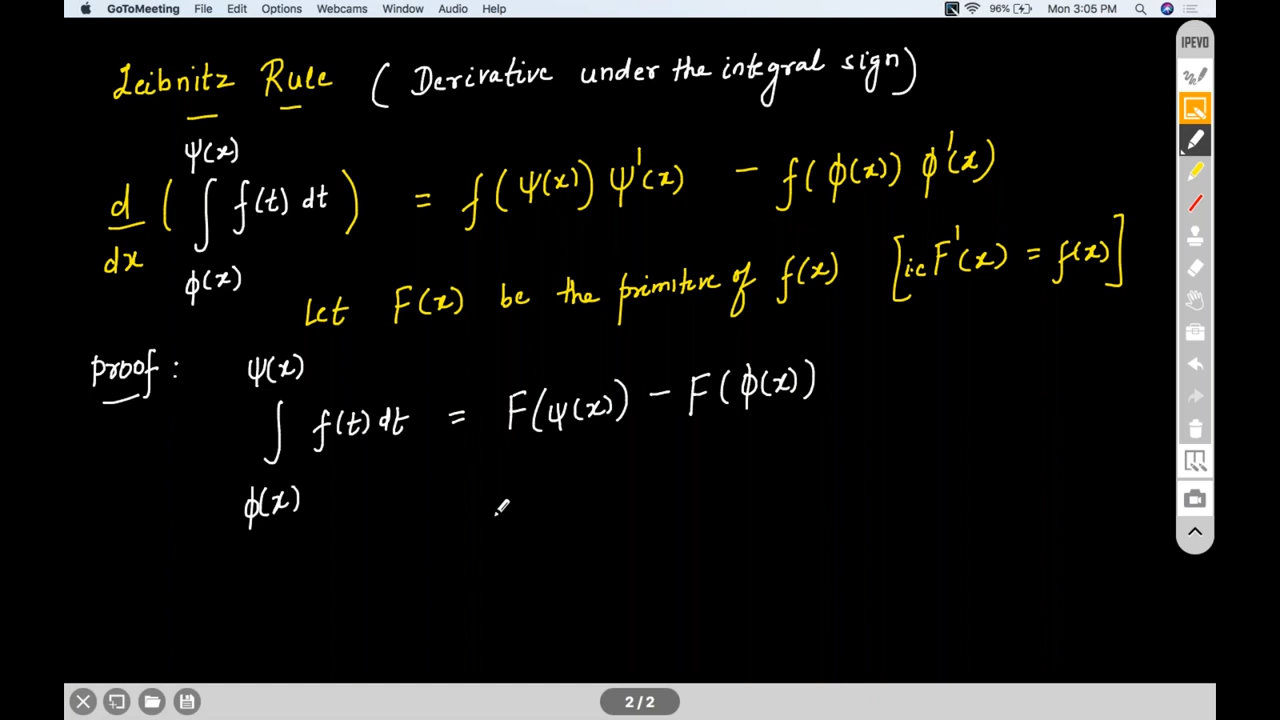 GoToMeeting File Edit Options Webcams Window Audio Help 96% Mon 3:05 PM
IPEVO
Leibnitz Rule ( Derivative under the integral sign)
d/dx ( ∫_{φ(x)}^{ψ(x)} f(t) dt ) = f(ψ(x)) ψ'(x) - f(φ(x)) φ'(x)
Let F(x) be the primitive of f(x) [ie F'(x) = f(x)]
Proof :
∫_{φ(x)}^{ψ(x)} f(t) dt = F(ψ(x)) - F(φ(x))
2/2